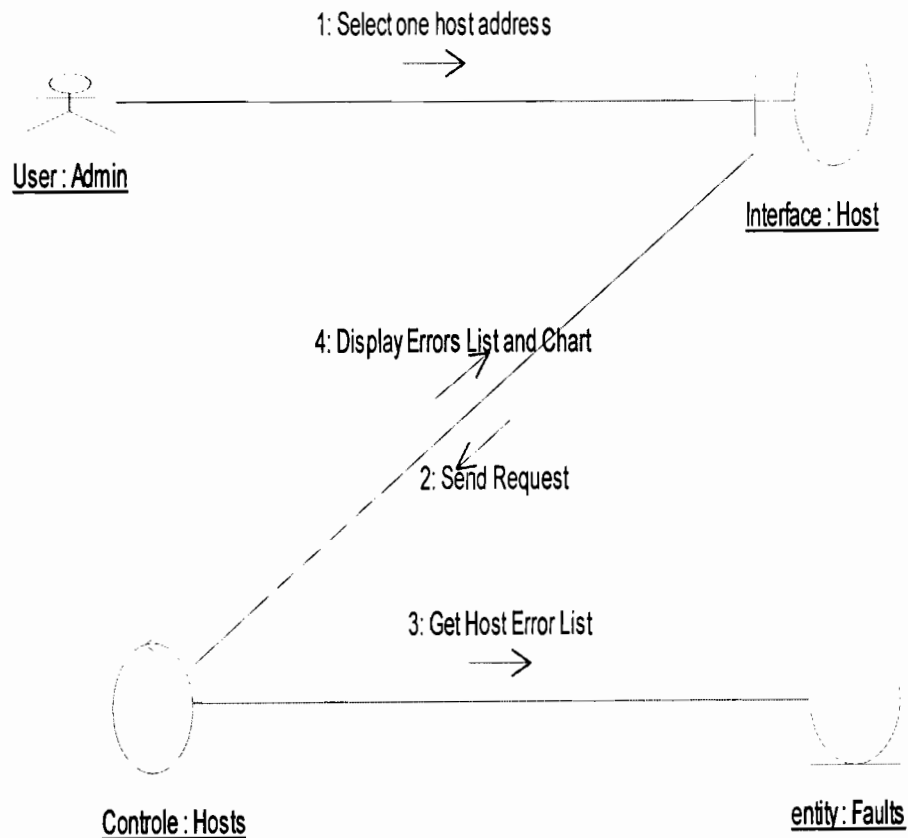 1: Select one host address
User : Admin
Interface : Host
4: Display Errors List and Chart
2: Send Request
3: Get Host Error List
Controle : Hosts
entity : Faults